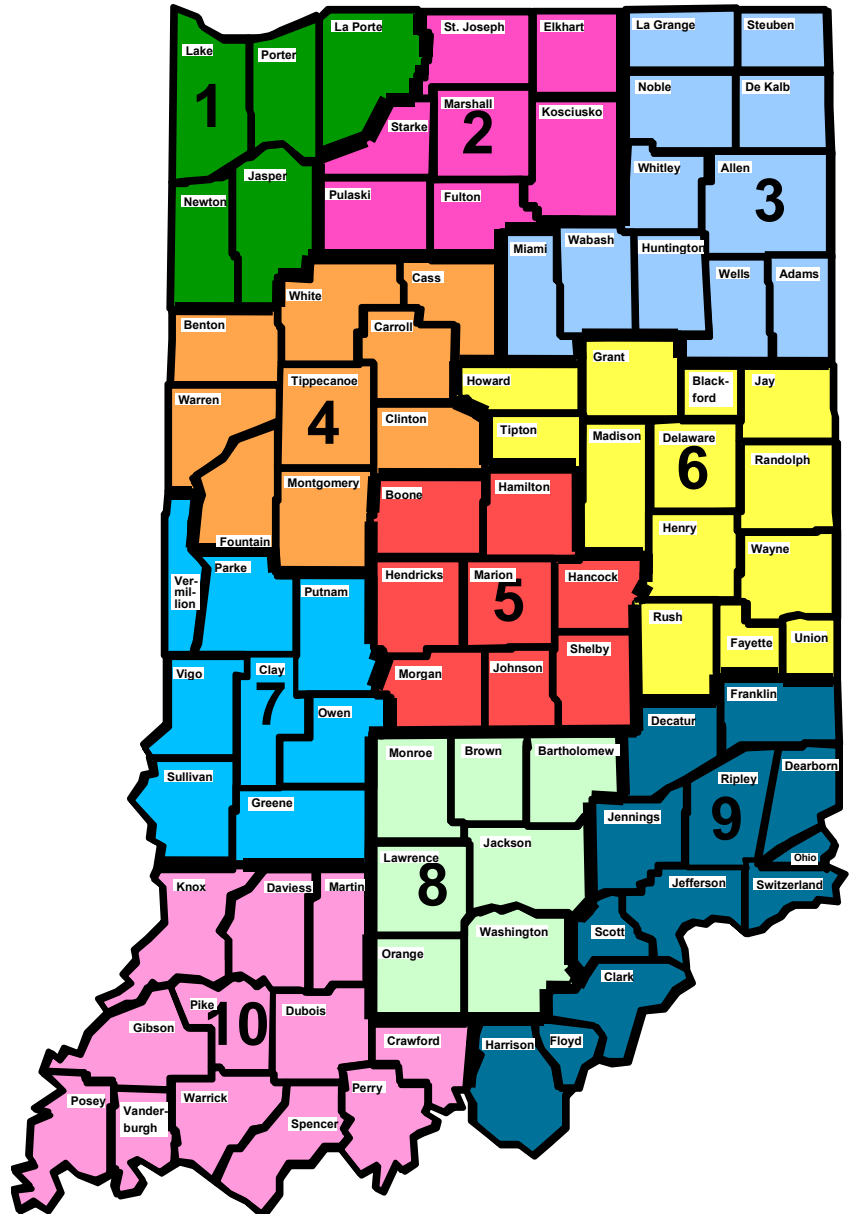 La Porte
St. Joseph
Elkhart
La Grange
Steuben
Lake
Porter
1
Noble
De Kalb
Marshall
Kosciusko
Starke
2
Whitley
Allen
Jasper
Newton
Pulaski
Fulton
3
Miami
Wabash
Huntington
Wells
Adams
White
Cass
Benton
Carroll
Grant
Tippecanoe
Howard
Black-
ford
Jay
Warren
4
Clinton
Tipton
Madison
Delaware
6
Randolph
Montgomery
Boone
Hamilton
Henry
Fountain
Wayne
Parke
Ver-
mil-
lion
Putnam
Hendricks
Marion
5
Hancock
Rush
Fayette
Union
Shelby
Vigo
Clay
7
Morgan
Johnson
Franklin
Owen
Decatur
Monroe
Brown
Bartholomew
Dearborn
Sullivan
Ripley
Greene
Jennings
9
Jackson
Lawrence
8
Ohio
Knox
Daviess
Martin
Jefferson
Switzerland
Orange
Washington
Scott
Clark
Pike
10
Dubois
Gibson
Crawford
Harrison
Floyd
Posey
Vander-
burgh
Warrick
Perry
Spencer